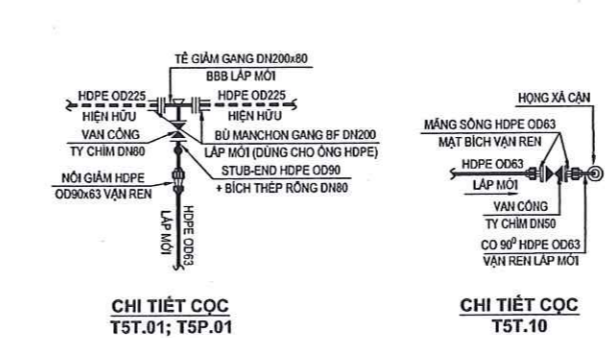 TÊ GIẢM GANG DN200x80
BBB LẮP MỚI
HDPE OD225
HIỆN HỮU
HDPE OD225
HIỆN HỮU
VAN CỔNG
TY CHÌM DN80
BÙ MANCHON GANG BF DN200
LẮP MỚI (DÙNG CHO ỐNG HDPE)
STUB-END HDPE OD90
+ BÍCH THÉP RỖNG DN80
NỐI GIẢM HDPE
OD90x63 VẶN REN
HDPE OD63
LẮP MỚI
CHI TIẾT CỌC
T5T.01; T5P.01
HỌNG XẢ CẶN
MĂNG SÔNG HDPE OD63
MẶT BÍCH VẶN REN
HDPE OD63
LẮP MỚI
VAN CỔNG
TY CHÌM DN50
CO 90⁰ HDPE OD63
VẶN REN LẮP MỚI
CHI TIẾT CỌC
T5T.10